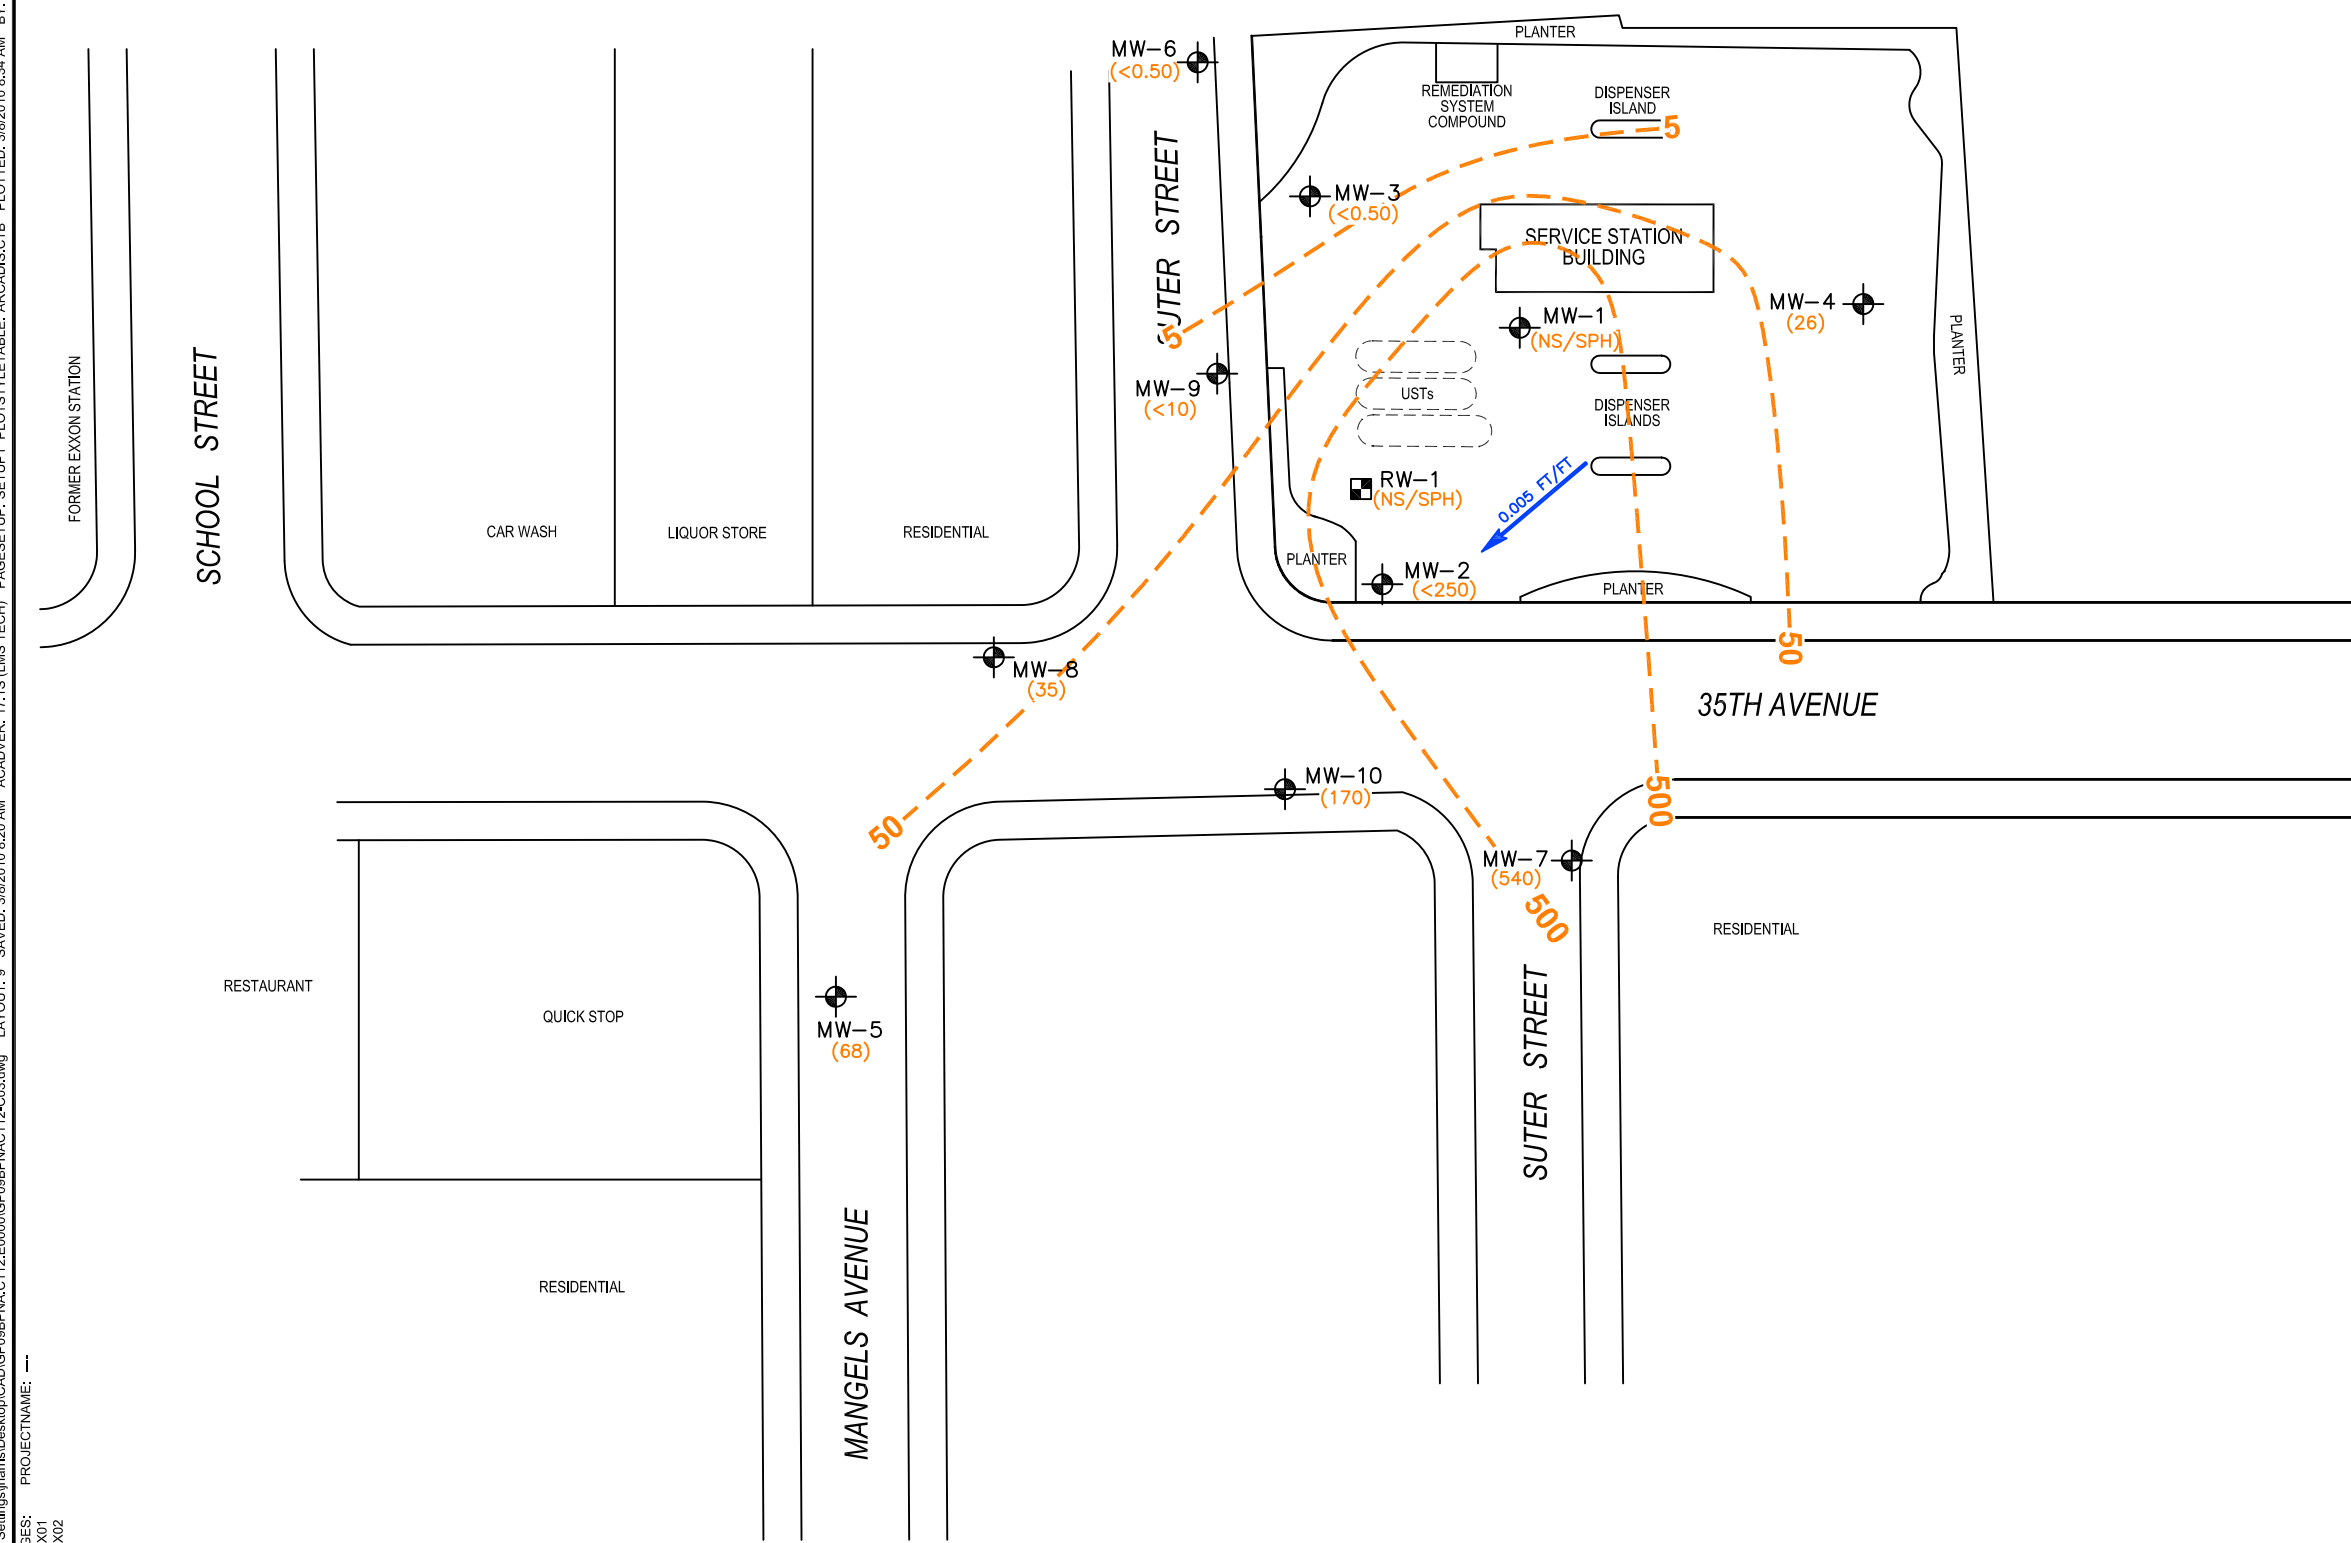 PLANTER
MW-6
(<0.50)
REMEDIATION
SYSTEM
COMPOUND
DISPENSER
ISLAND
5
MW-3
(<0.50)
SUTER STREET
SERVICE STATION
BUILDING
MW-4
(26)
MW-1
(NS/SPH)
5
PLANTER
MW-9
(<10)
USTs
DISPENSER
ISLANDS
FORMER EXXON STATION
SCHOOL STREET
RW-1
(NS/SPH)
0.005 FT/FT
CAR WASH
LIQUOR STORE
RESIDENTIAL
PLANTER
MW-2
(<250)
PLANTER
50
MW-8
(35)
35TH AVENUE
MW-10
(170)
500
50
MW-7
(540)
500
RESIDENTIAL
RESTAURANT
QUICK STOP
MW-5
(68)
SUTER STREET
RESIDENTIAL
MANGELS AVENUE
PROJECTNAME: ---
X01
X02